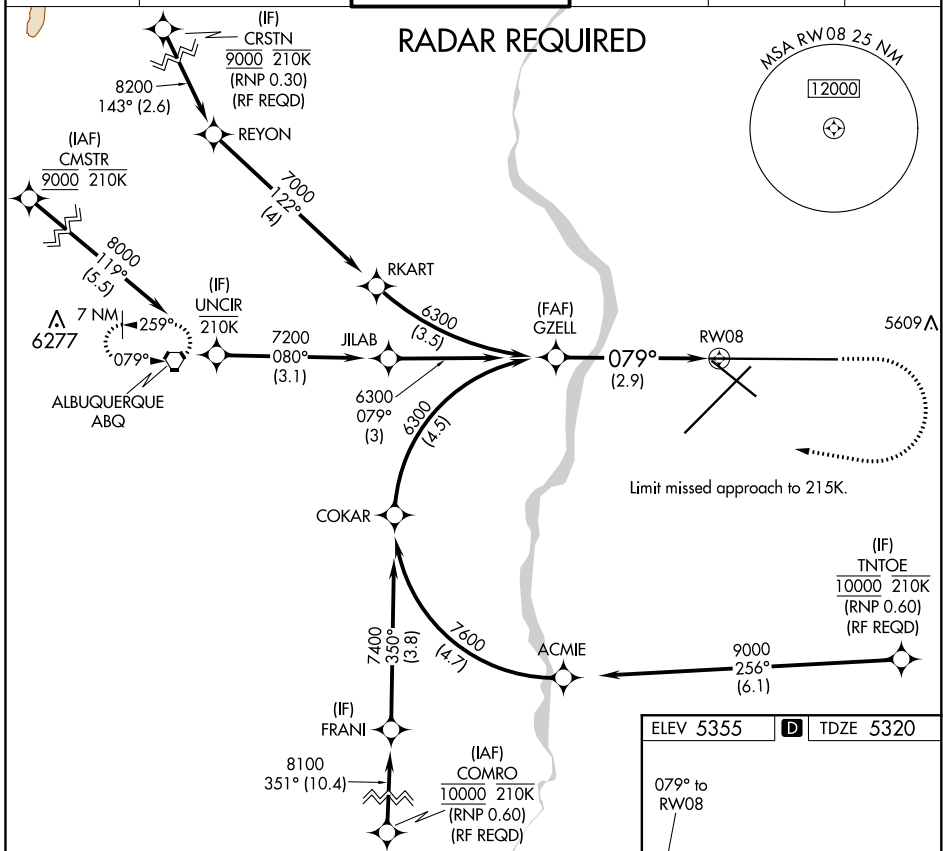 RADAR REQUIRED
(IF)
CRSTN
9000 210K
(RNP 0.30)
(RF REQD)
8200
143° (2.6)
REYON
MSA RW08 25 NM
12000
(IAF)
CMSTR
9000 210K
8000
119°
(5.5)
7000
122°
(4)
RKART
6300
(3.5)
(IF)
UNCIR
210K
6277
7 NM
259°
079°
ALBUQUERQUE
ABQ
7200
080°
(3.1)
JILAB
6300
079°
(3)
(FAF)
GZELL
079°
(2.9)
RW08
5609
6300
(4.5)
Limit missed approach to 215K.
COKAR
(IF)
TNTOE
10000 210K
(RNP 0.60)
(RF REQD)
7400
350°
(3.8)
7600
(4.7)
ACMIE
9000
256°
(6.1)
(IF)
FRANI
8100
351° (10.4)
(IAF)
COMRO
10000 210K
(RNP 0.60)
(RF REQD)
ELEV 5355 D TDZE 5320
079° to
RW08